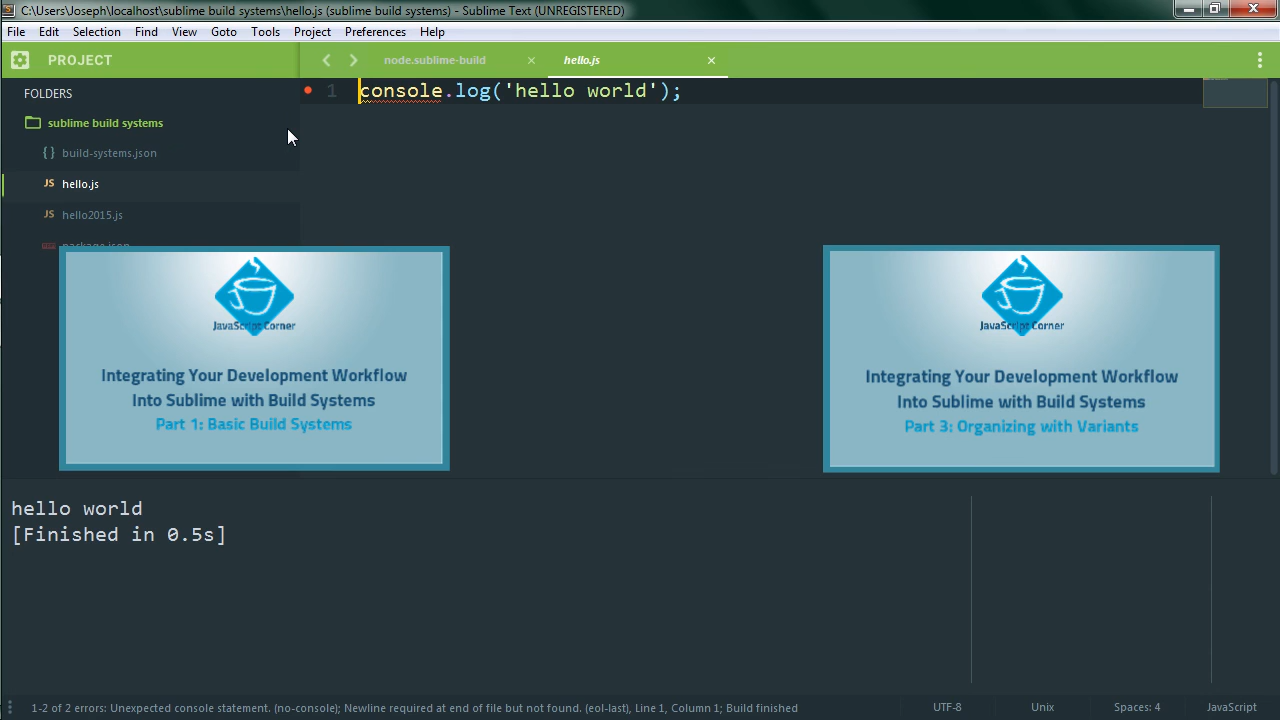 C:\Users\Joseph\localhost\sublime build systems\hello.js (sublime build systems) - Sublime Text (UNREGISTERED)
File Edit Selection Find View Goto Tools Project Preferences Help
PROJECT
node.sublime-build
hello.js
FOLDERS
1 console.log('hello world');
sublime build systems
{} build-systems.json
JS hello.js
JS hello2015.js
package.json
JavaScript Corner
Integrating Your Development Workflow
Into Sublime with Build Systems
Part 1: Basic Build Systems
JavaScript Corner
Integrating Your Development Workflow
Into Sublime with Build Systems
Part 3: Organizing with Variants
hello world
[Finished in 0.5s]
1-2 of 2 errors: Unexpected console statement. (no-console); Newline required at end of file but not found. (eol-last), Line 1, Column 1; Build finished
UTF-8 Unix Spaces: 4 JavaScript